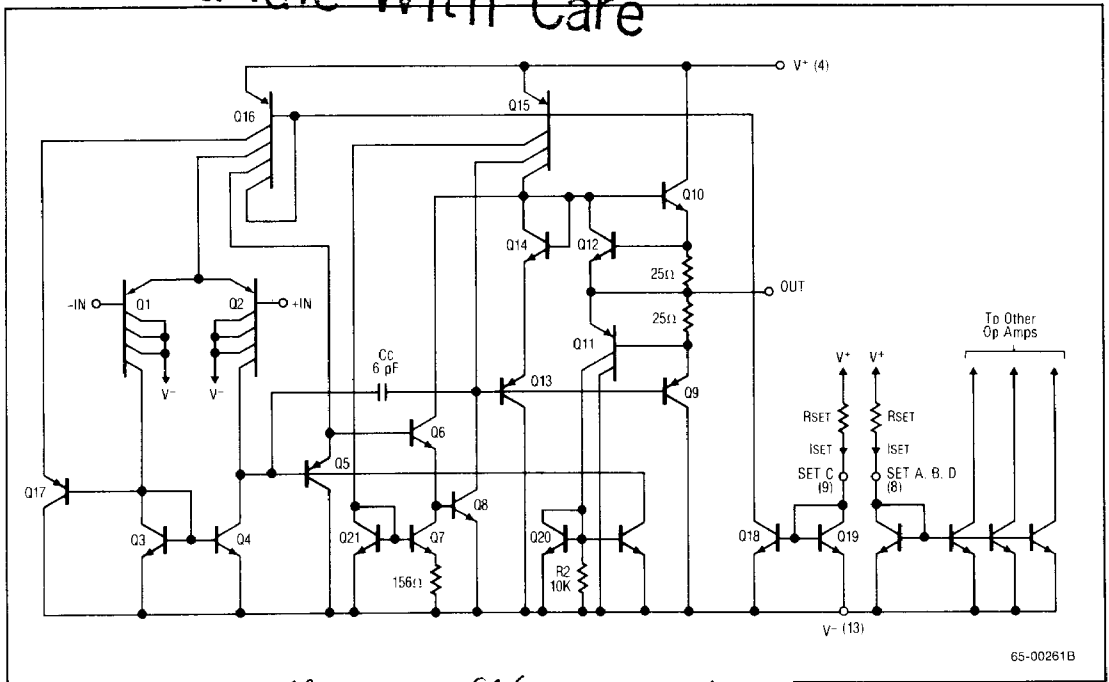 With Care
V+ (4)
Q16
Q15
Q10
Q14
Q12
25Ω
OUT
-IN
Q1
Q2
+IN
25Ω
To Other
Op Amps
Q11
V+
V+
Cc
6 pF
V-
V-
Q13
Q9
RSET
RSET
ISET
ISET
Q6
Q5
SET C
(9)
SET A, B, D
(8)
Q17
Q8
Q3
Q4
Q21
Q7
Q20
Q18
Q19
156Ω
R2
10K
V- (13)
65-00261B